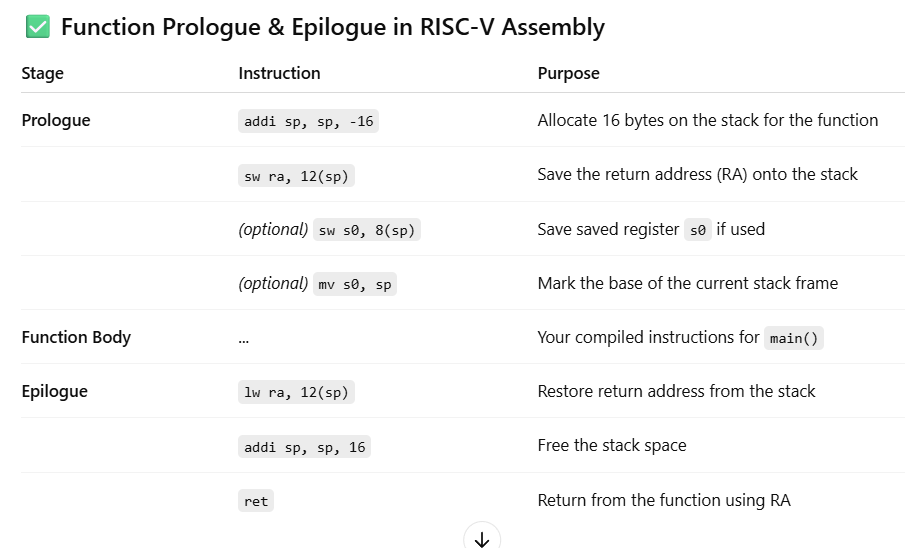 ✅ Function Prologue & Epilogue in RISC-V Assembly
Stage Instruction Purpose
Prologue addi sp, sp, -16 Allocate 16 bytes on the stack for the function
sw ra, 12(sp) Save the return address (RA) onto the stack
(optional) sw s0, 8(sp) Save saved register s0 if used
(optional) mv s0, sp Mark the base of the current stack frame
Function Body ... Your compiled instructions for main()
Epilogue lw ra, 12(sp) Restore return address from the stack
addi sp, sp, 16 Free the stack space
ret Return from the function using RA